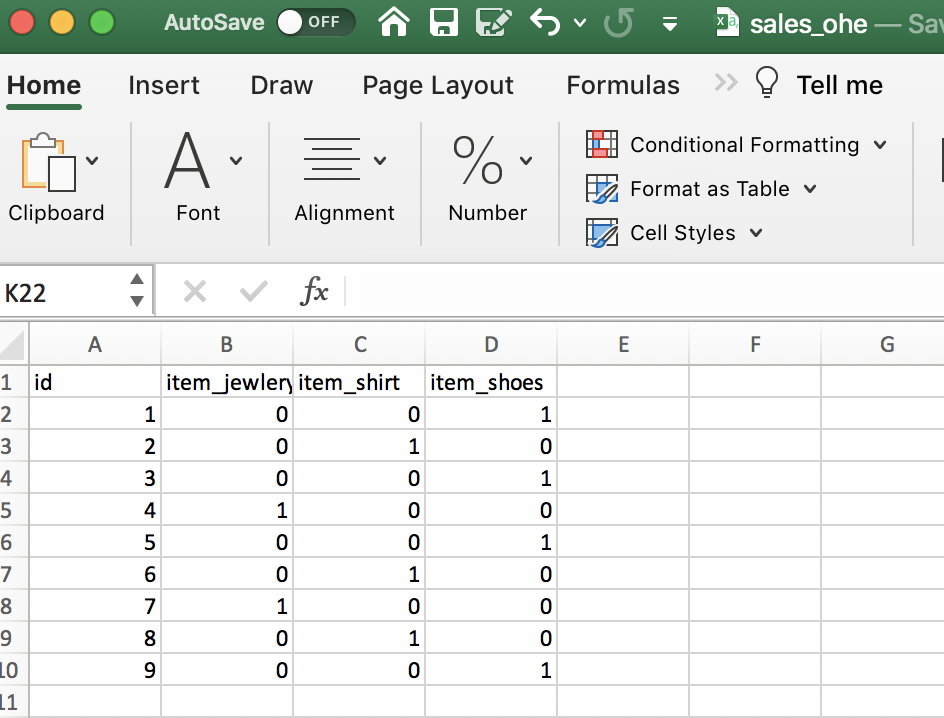 AutoSave OFF sales_ohe — Sav
Home Insert Draw Page Layout Formulas >> Tell me
Conditional Formatting
Format as Table
Cell Styles
Clipboard Font Alignment Number
K22 fx
A B C D E F G
1 id item_jewlery item_shirt item_shoes
2 1 0 0 1
3 2 0 1 0
4 3 0 0 1
5 4 1 0 0
6 5 0 0 1
7 6 0 1 0
8 7 1 0 0
9 8 0 1 0
10 9 0 0 1
11